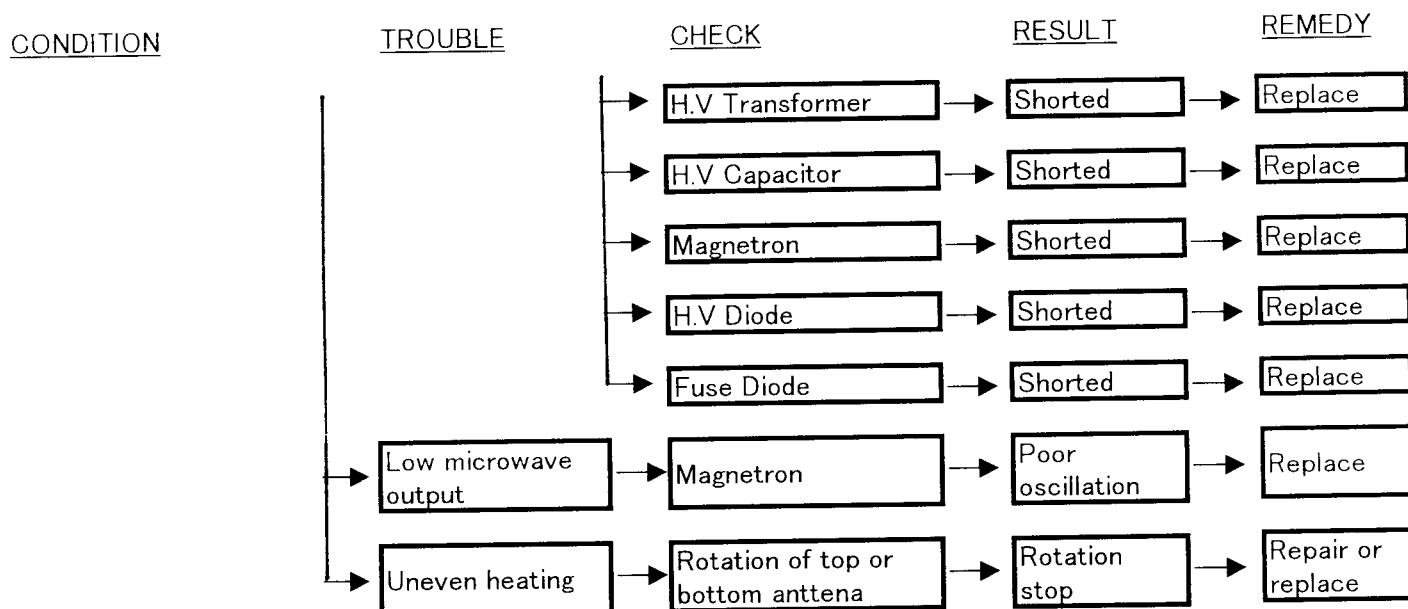 CONDITION TROUBLE CHECK RESULT REMEDY
H.V Transformer Shorted Replace
H.V Capacitor Shorted Replace
Magnetron Shorted Replace
H.V Diode Shorted Replace
Fuse Diode Shorted Replace
Low microwave
output
Magnetron
Poor
oscillation
Replace
Uneven heating
Rotation of top or
bottom anttena
Rotation
stop
Repair or
replace